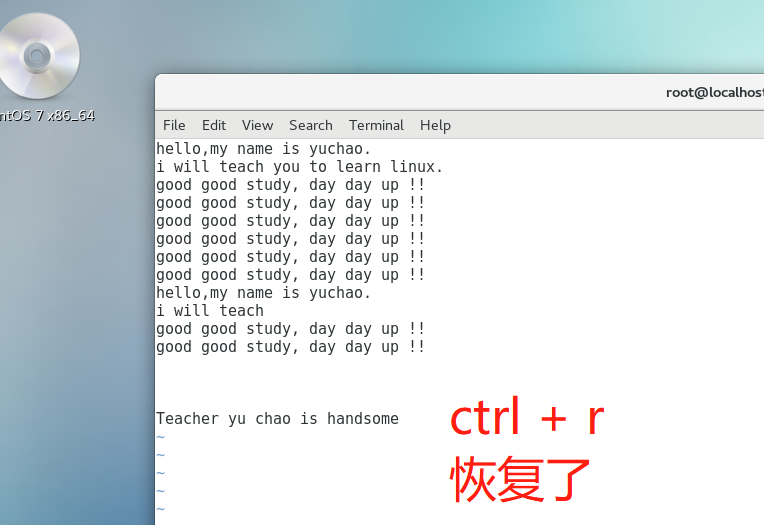 ntOS 7 x86_64
root@localhost
File Edit View Search Terminal Help
hello,my name is yuchao.
i will teach you to learn linux.
good good study, day day up !!
good good study, day day up !!
good good study, day day up !!
good good study, day day up !!
good good study, day day up !!
good good study, day day up !!
hello,my name is yuchao.
i will teach
good good study, day day up !!
good good study, day day up !!
Teacher yu chao is handsome
~
~
~
~
~
ctrl + r
恢复了